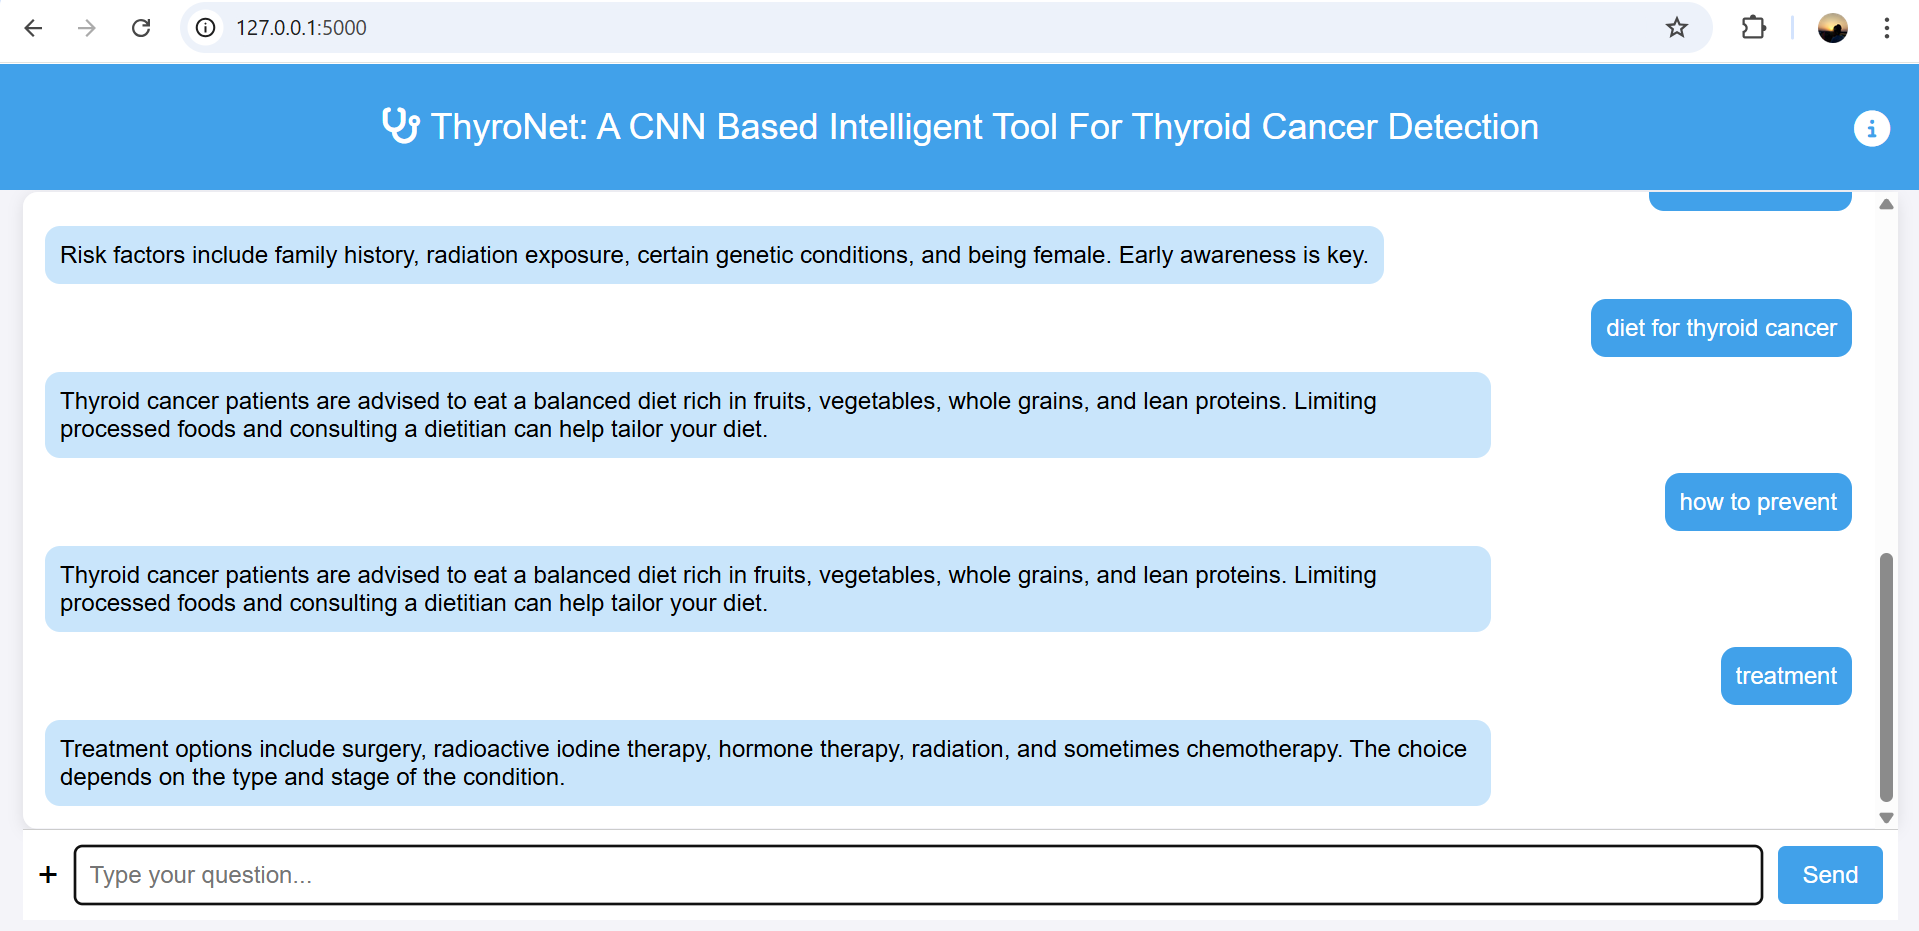 127.0.0.1:5000
ThyroNet: A CNN Based Intelligent Tool For Thyroid Cancer Detection
Risk factors include family history, radiation exposure, certain genetic conditions, and being female. Early awareness is key.
diet for thyroid cancer
Thyroid cancer patients are advised to eat a balanced diet rich in fruits, vegetables, whole grains, and lean proteins. Limiting
processed foods and consulting a dietitian can help tailor your diet.
how to prevent
Thyroid cancer patients are advised to eat a balanced diet rich in fruits, vegetables, whole grains, and lean proteins. Limiting
processed foods and consulting a dietitian can help tailor your diet.
treatment
Treatment options include surgery, radioactive iodine therapy, hormone therapy, radiation, and sometimes chemotherapy. The choice
depends on the type and stage of the condition.
+ Type your question... Send